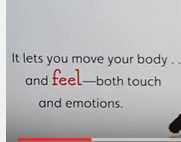 It lets you move your body . .
and feel—both touch
and emotions.